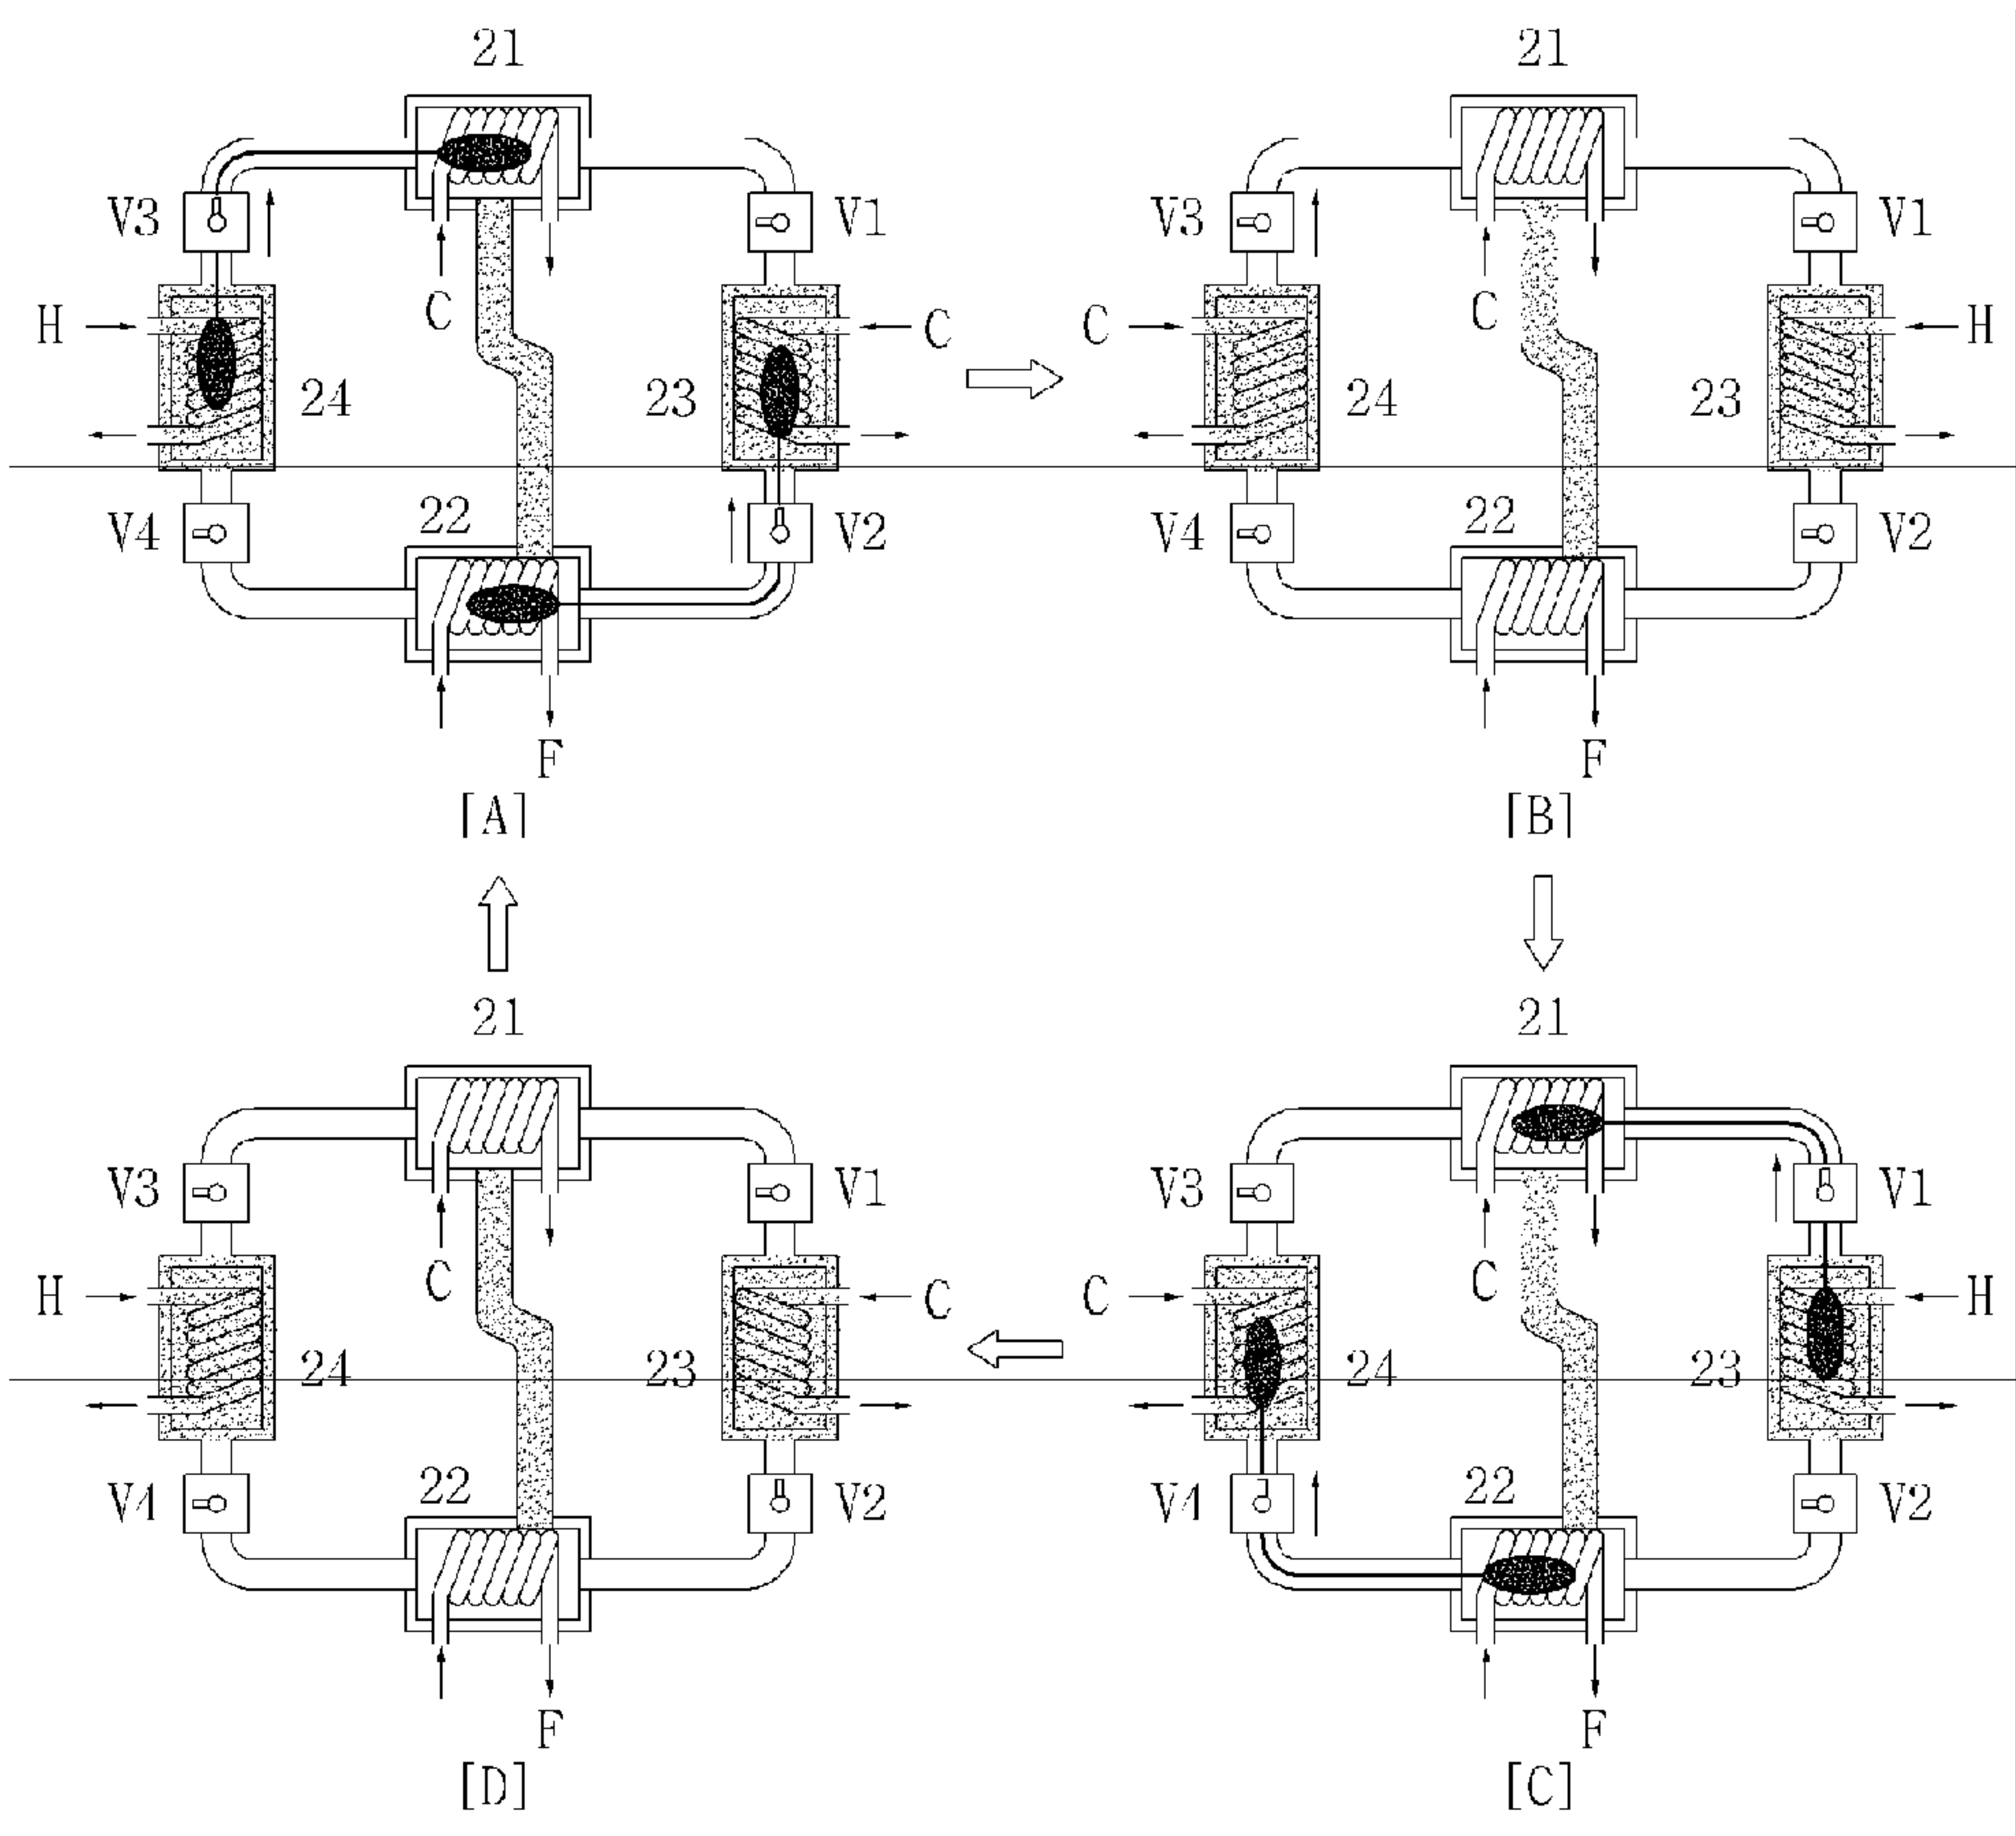 21 21
V3 V1 V3 V1
H C C C C H
24 23 24 23
22 22
V4 V2 V4 V2
F F
[A] [B]
21 21
V3 V1 V3 V1
H C C C C H
24 23 24 23
22 22
V4 V2 V4 V2
F F
[D] [C]